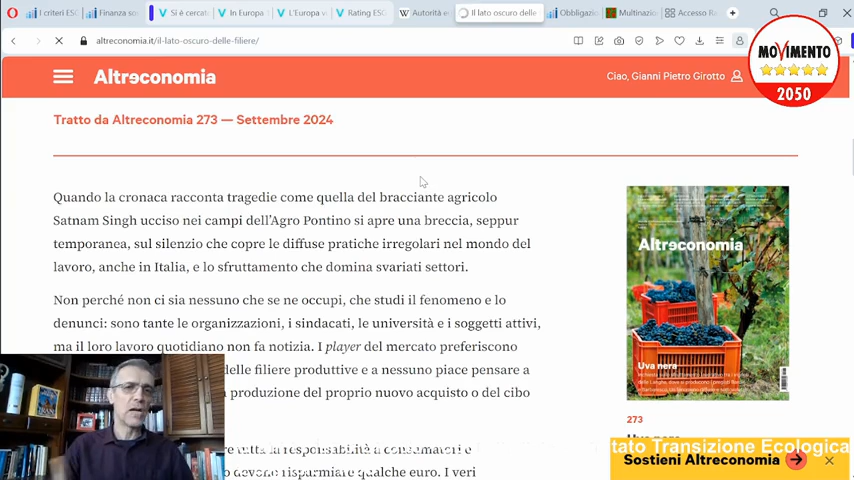 I criteri ESG
Finanza sos
Si è cercato
In Europa
L'Europa v
Rating ESG
Autorità e
Il lato oscuro delle
Obbligazio
Multinazio
Accesso Ra
altreconomia.it/il-lato-oscuro-delle-filiere/
Altrəconomia
Ciao, Gianni Pietro Girotto
MOVIMENTO
2050
Tratto da Altreconomia 273 — Settembre 2024
Quando la cronaca racconta tragedie come quella del bracciante agricolo
Satnam Singh ucciso nei campi dell'Agro Pontino si apre una breccia, seppur
temporanea, sul silenzio che copre le diffuse pratiche irregolari nel mondo del
lavoro, anche in Italia, e lo sfruttamento che domina svariati settori.
Non perché non ci sia nessuno che se ne occupi, che studi il fenomeno e lo
denunci: sono tante le organizzazioni, i sindacati, le università e i soggetti attivi,
ma il loro lavoro quotidiano non fa notizia. I player del mercato preferiscono
delle filiere produttive e a nessuno piace pensare a
a produzione del proprio nuovo acquisto o del cibo
re tutta la responsabilità ai consumatori o
devono risparmiare qualche euro. I veri
Altrəconomia
Uva nera
273
tato Transizione Ecologica
Sostieni Altreconomia